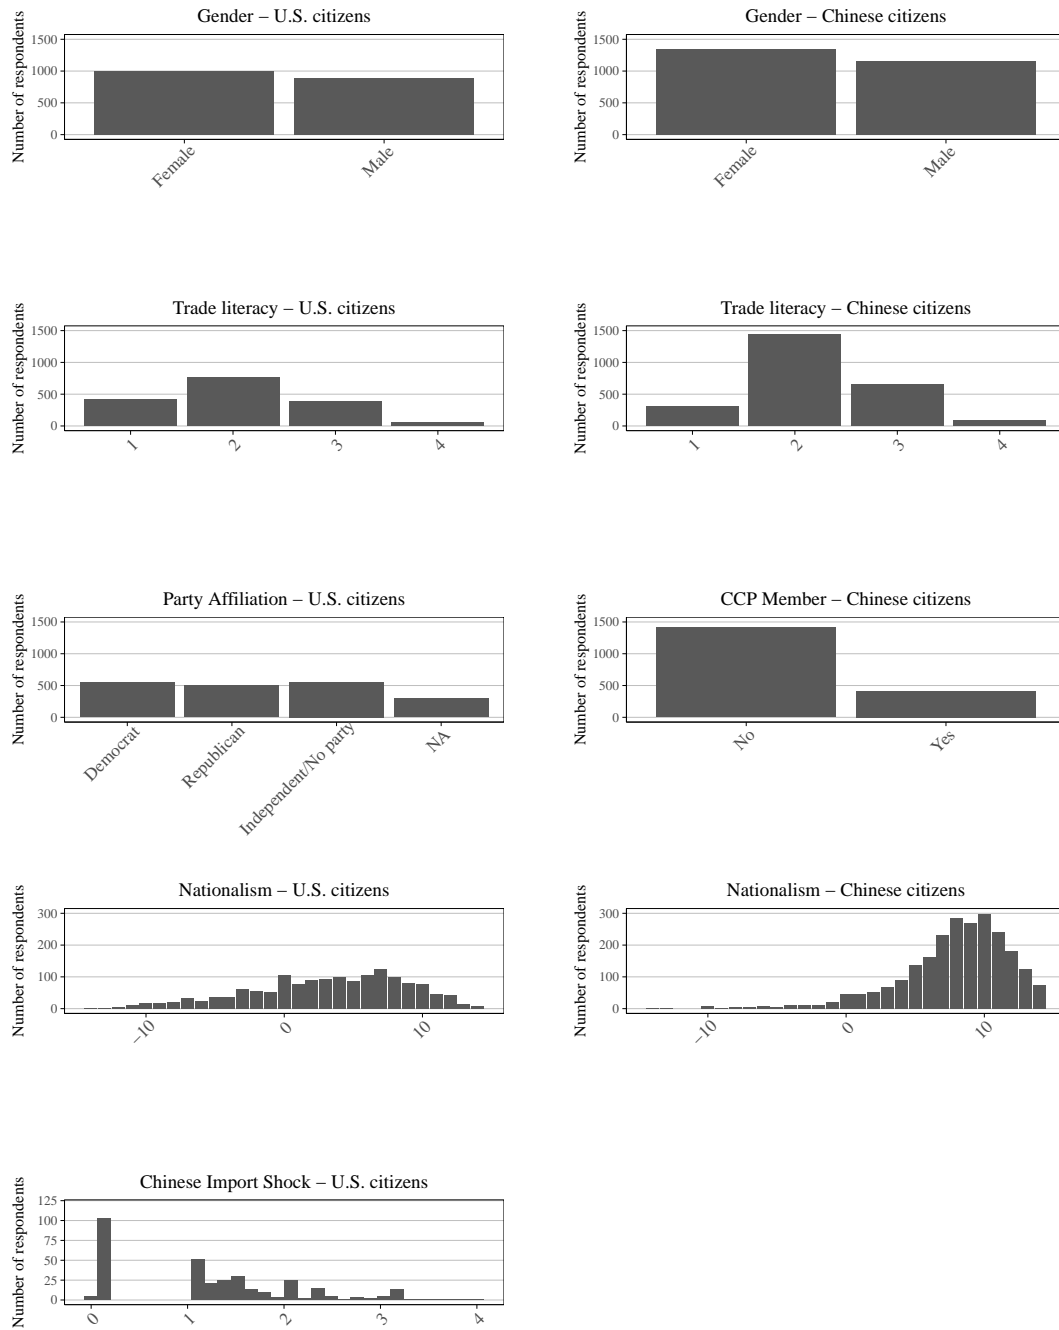 Gender – U.S. citizens
Number of respondents
1500
1000
500
0
Female
Male
Gender – Chinese citizens
Number of respondents
1500
1000
500
0
Female
Male
Trade literacy – U.S. citizens
Number of respondents
1500
1000
500
0
1
2
3
4
Trade literacy – Chinese citizens
Number of respondents
1500
1000
500
0
1
2
3
4
Party Affiliation – U.S. citizens
Number of respondents
1500
1000
500
0
Democrat
Republican
Independent/No party
NA
CCP Member – Chinese citizens
Number of respondents
1500
1000
500
0
No
Yes
Nationalism – U.S. citizens
Number of respondents
300
200
100
0
–10
0
10
Nationalism – Chinese citizens
Number of respondents
300
200
100
0
–10
0
10
Chinese Import Shock – U.S. citizens
Number of respondents
125
100
75
50
25
0
0
1
2
3
4